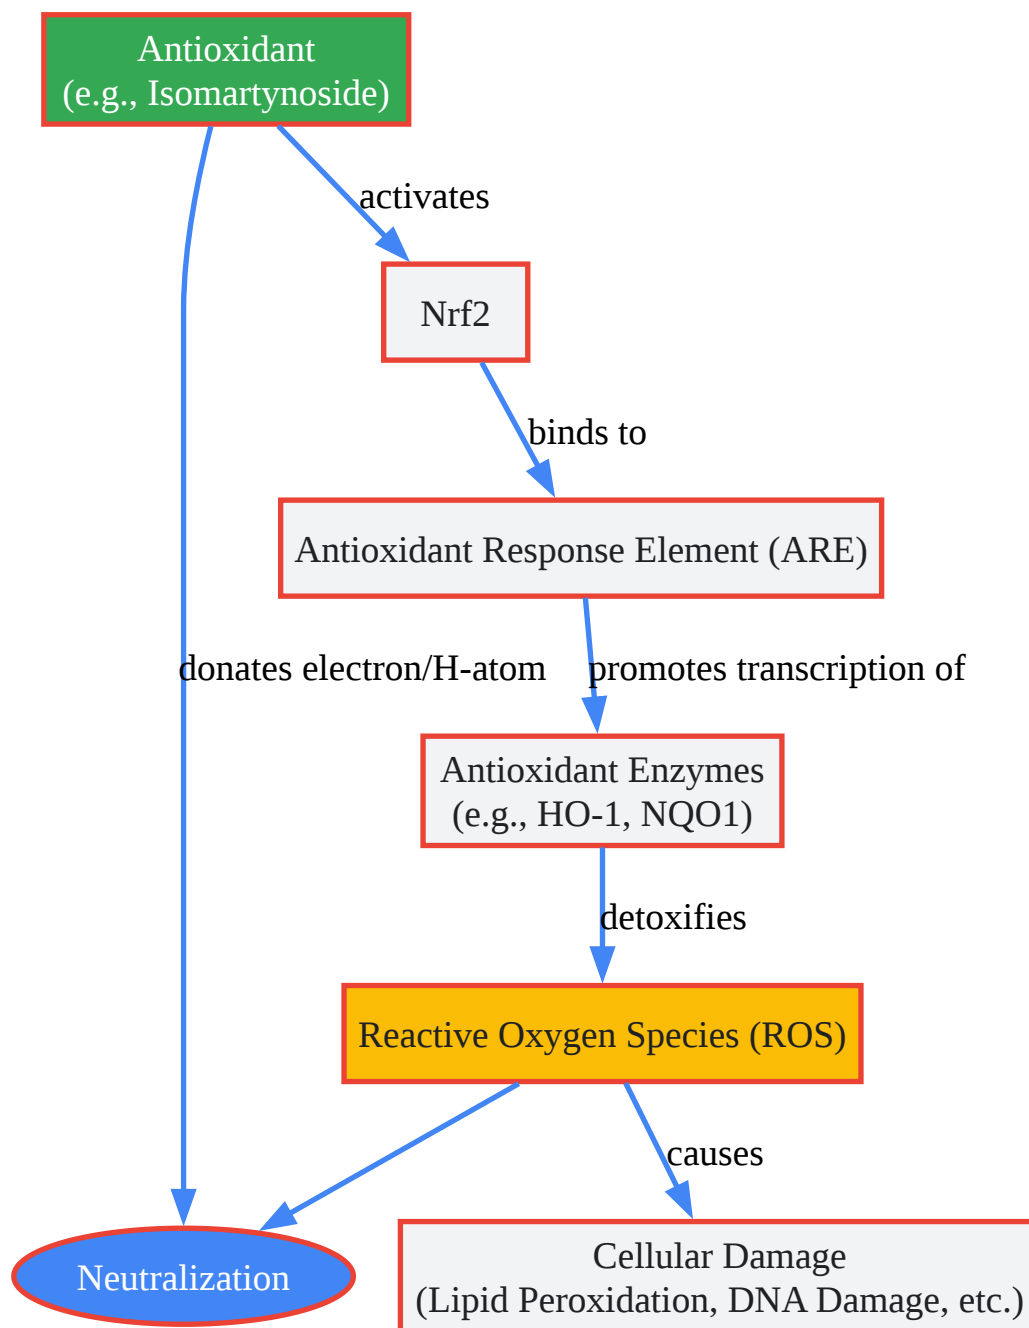 Antioxidant
(e.g., Isomartynoside)
activates
Nrf2
binds to
Antioxidant Response Element (ARE)
donates electron/H-atom
promotes transcription of
Antioxidant Enzymes
(e.g., HO-1, NQO1)
detoxifies
Reactive Oxygen Species (ROS)
causes
Neutralization
Cellular Damage
(Lipid Peroxidation, DNA Damage, etc.)